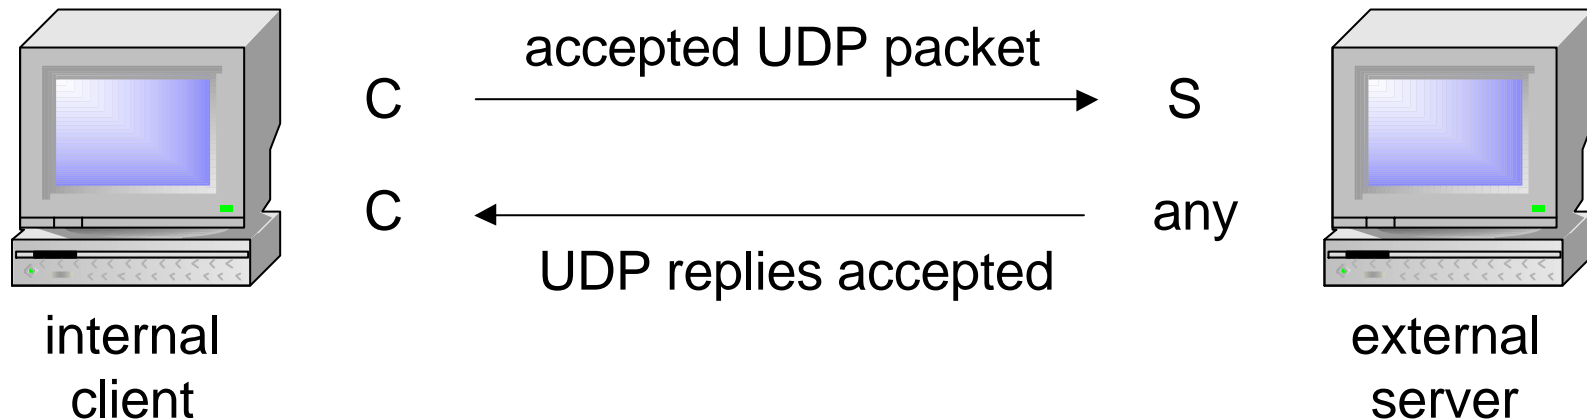 accepted UDP packet
C
S
C
any
UDP replies accepted
internal
client
external
server